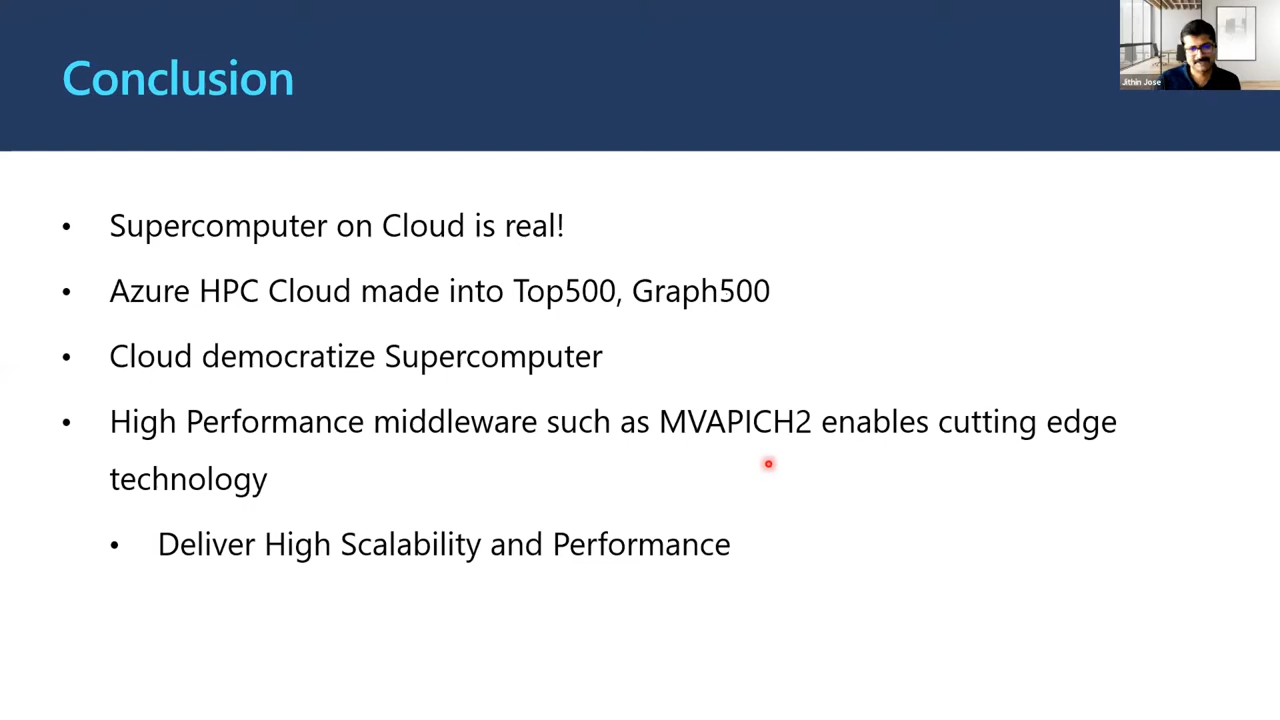 Conclusion
Jithin Jose
• Supercomputer on Cloud is real!
• Azure HPC Cloud made into Top500, Graph500
• Cloud democratize Supercomputer
• High Performance middleware such as MVAPICH2 enables cutting edge
technology
• Deliver High Scalability and Performance